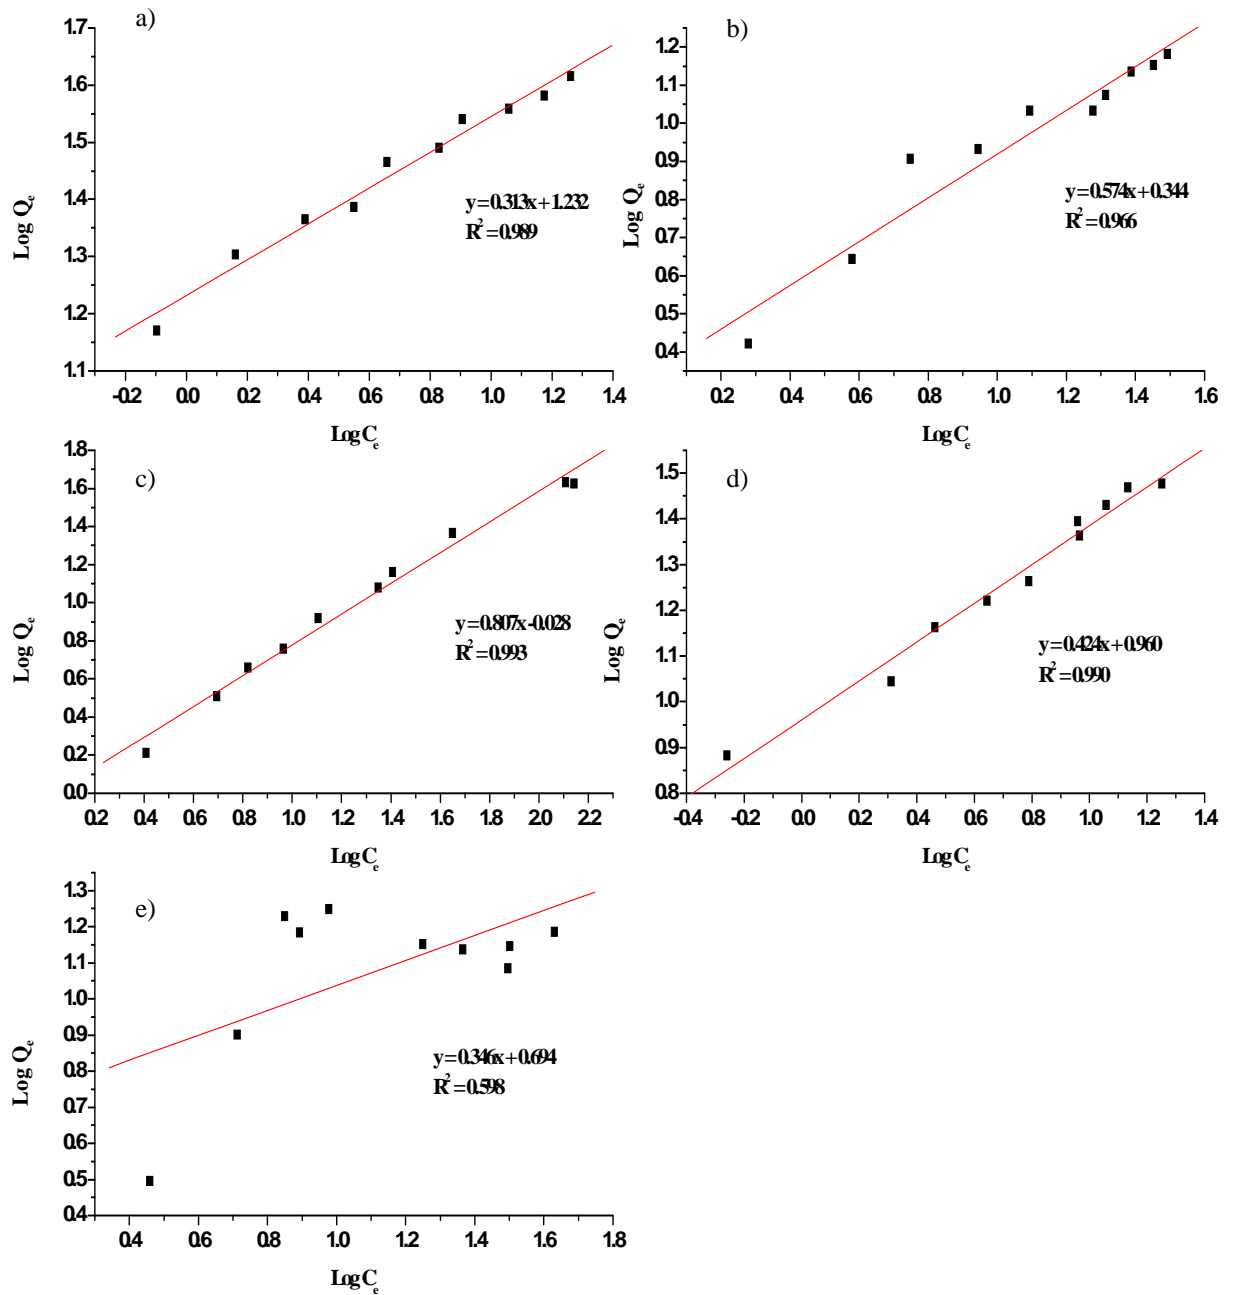 a)
1.7
1.6
1.5
1.4
1.3
1.2
1.1
-0.2 0.0 0.2 0.4 0.6 0.8 1.0 1.2 1.4
Log Qe
Log Ce
y=0.313x+1.232
R²=0.989
b)
1.2
1.1
1.0
0.9
0.8
0.7
0.6
0.5
0.4
0.2 0.4 0.6 0.8 1.0 1.2 1.4 1.6
Log Qe
Log Ce
y=0.574x+0.344
R²=0.966
c)
1.8
1.6
1.4
1.2
1.0
0.8
0.6
0.4
0.2
0.0
0.2 0.4 0.6 0.8 1.0 1.2 1.4 1.6 1.8 2.0 2.2
Log Qe
Log Ce
y=0.807x-0.028
R²=0.993
d)
1.5
1.4
1.3
1.2
1.1
1.0
0.9
0.8
-0.4 -0.2 0.0 0.2 0.4 0.6 0.8 1.0 1.2 1.4
Log Qe
Log Ce
y=0.424x+0.960
R²=0.990
e)
1.3
1.2
1.1
1.0
0.9
0.8
0.7
0.6
0.5
0.4
0.4 0.6 0.8 1.0 1.2 1.4 1.6 1.8
Log Qe
Log Ce
y=0.346x+0.694
R²=0.598